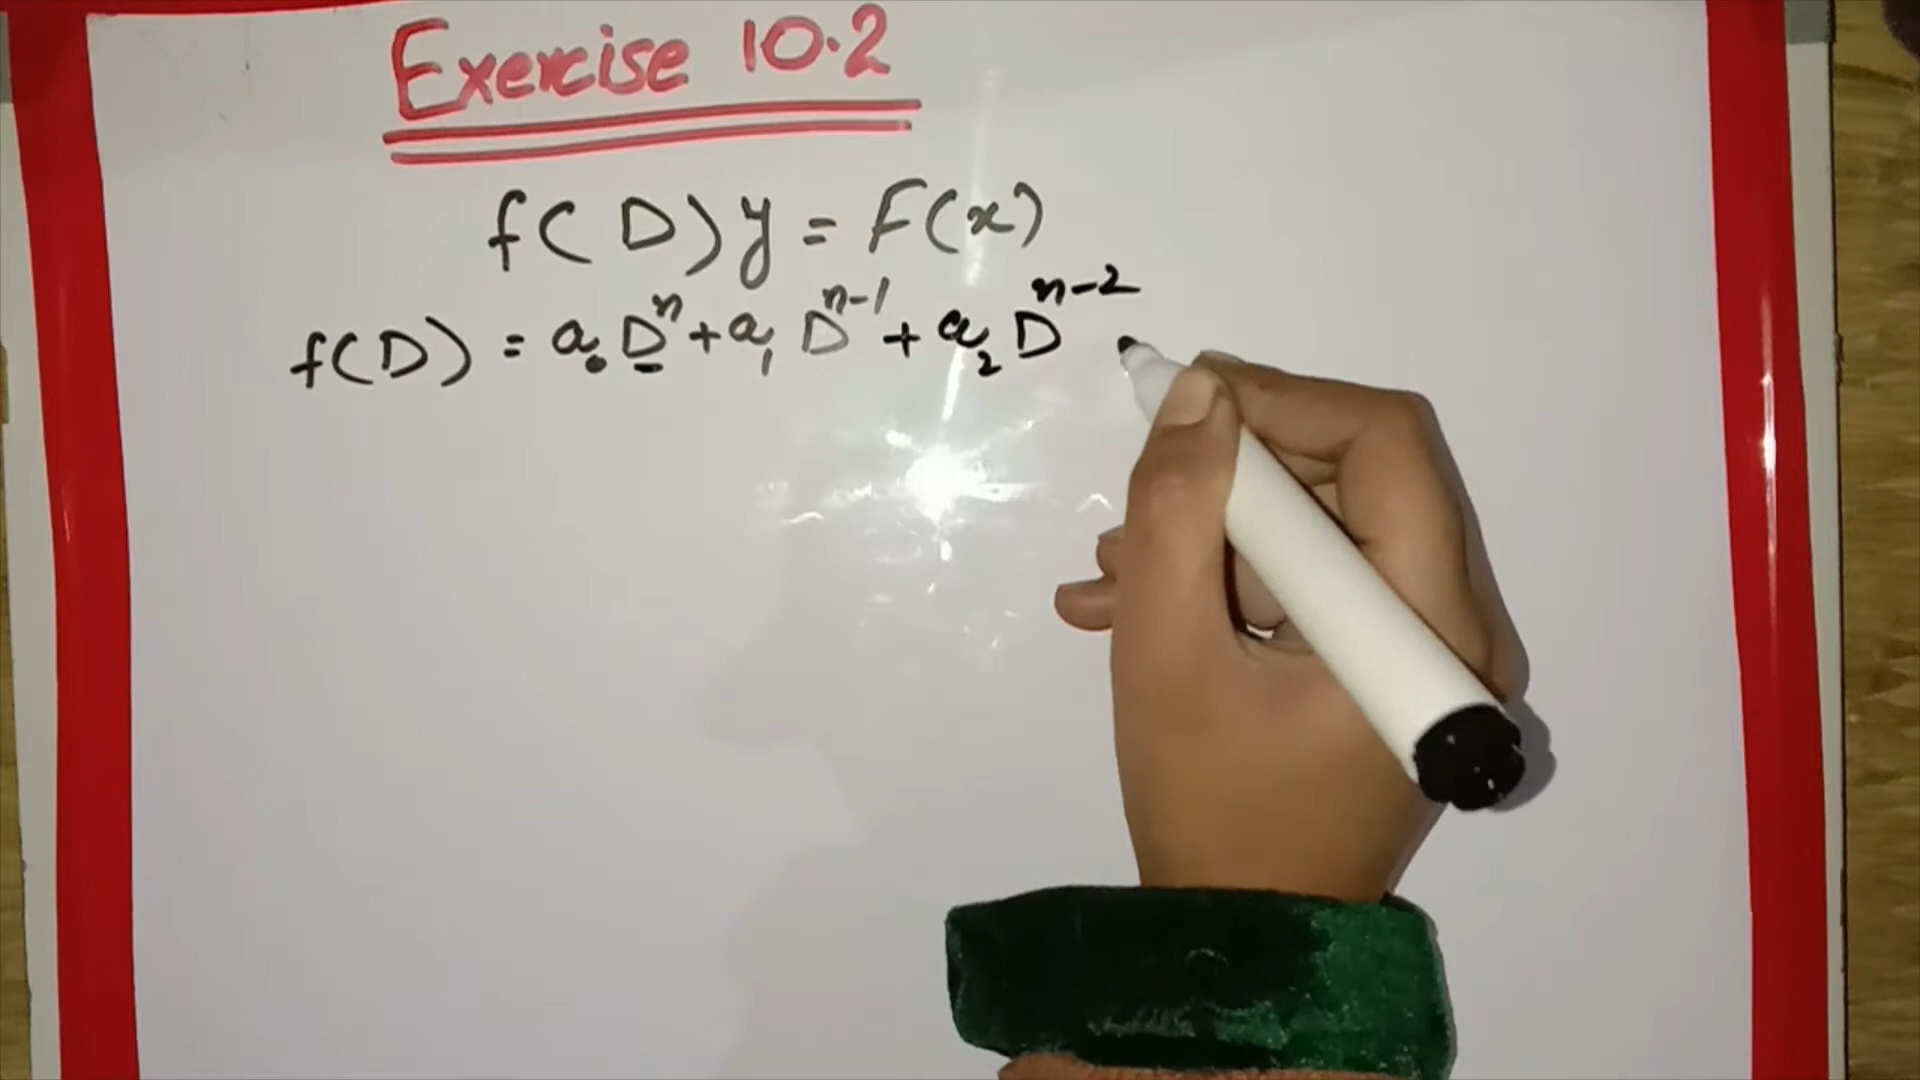 Exercise 10.2
f(D)y = F(x)
f(D) = a₀Dⁿ + a₁Dⁿ⁻¹ + a₂Dⁿ⁻²